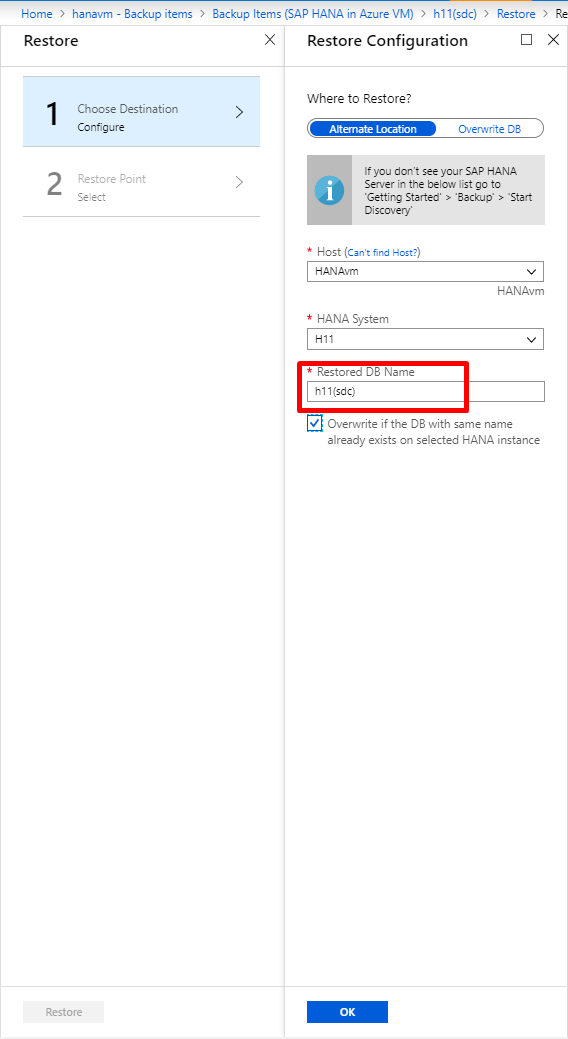 Home > hanavm - Backup items > Backup Items (SAP HANA in Azure VM) > h11(sdc) > Restore > Re
Restore
1
Choose Destination
Configure
2
Restore Point
Select
Restore
Restore Configuration
Where to Restore?
Alternate Location Overwrite DB
If you don't see your SAP HANA
Server in the below list go to
'Getting Started' > 'Backup' > 'Start
Discovery'
* Host (Can't find Host?)
HANAvm
HANAvm
* HANA System
H11
* Restored DB Name
h11(sdc)
Overwrite if the DB with same name
already exists on selected HANA instance
OK